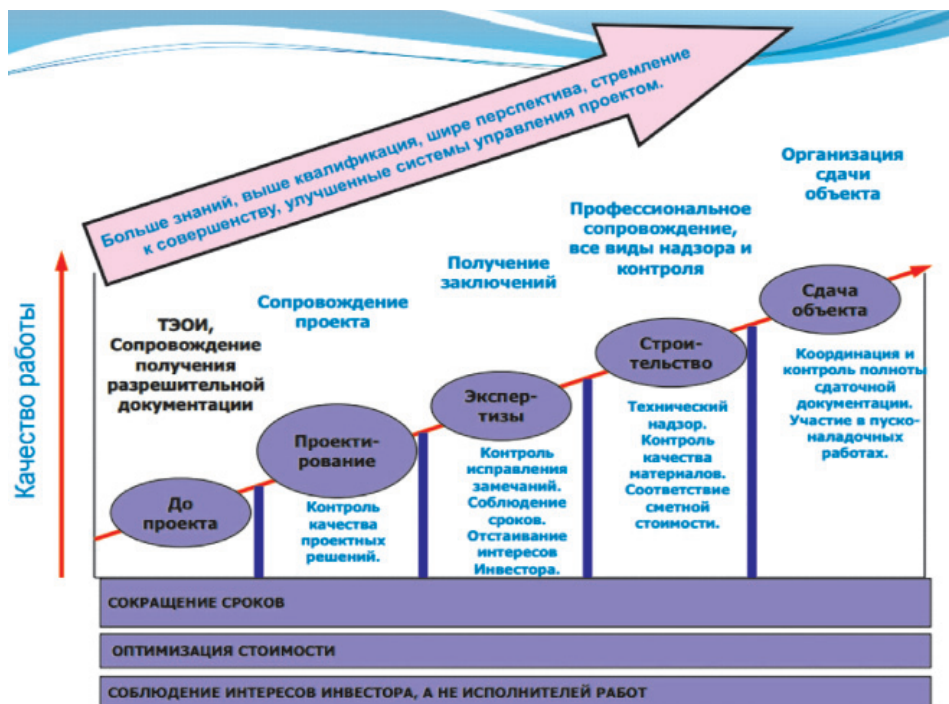 Больше знаний, выше квалификация, шире перспектива, стремление
к совершенству, улучшенные системы управления проектом.
Организация
сдачи
объекта
Профессиональное
сопровождение,
все виды надзора и
контроля
Получение
заключений
Сопровождение
проекта
ТЭОИ,
Сопровождение
получения
разрешительной
документации
Качество работы
До
проекта
Проекти-
рование
Экспер-
тизы
Строи-
тельство
Сдача
объекта
Контроль
качества
проектных
решений.
Контроль
исправления
замечаний.
Соблюдение
сроков.
Отстаивание
интересов
Инвестора.
Технический
надзор.
Контроль
качества
материалов.
Соответствие
сметной
стоимости.
Координация и
контроль полноты
сдаточной
документации.
Участие в пуско-
наладочных
работах.
СОКРАЩЕНИЕ СРОКОВ
ОПТИМИЗАЦИЯ СТОИМОСТИ
СОБЛЮДЕНИЕ ИНТЕРЕСОВ ИНВЕСТОРА, А НЕ ИСПОЛНИТЕЛЕЙ РАБОТ